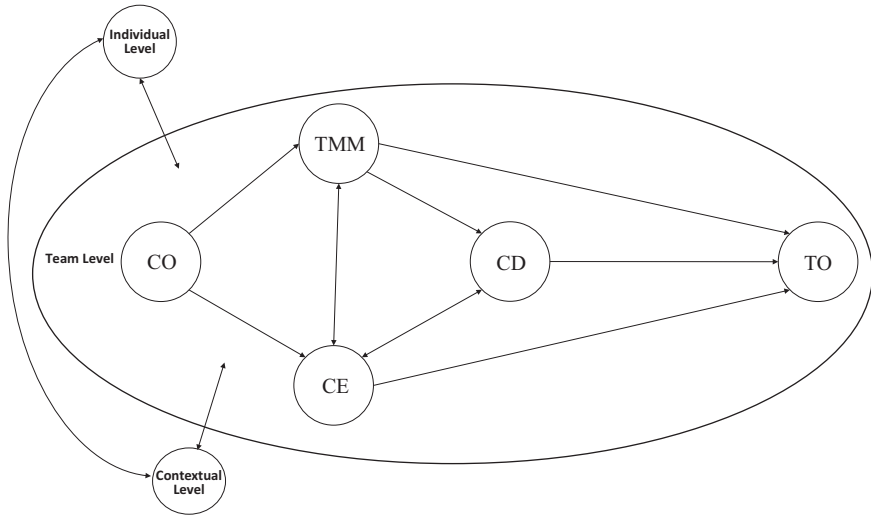 Individual
Level
TMM
Team Level
CO
CD
TO
CE
Contextual
Level